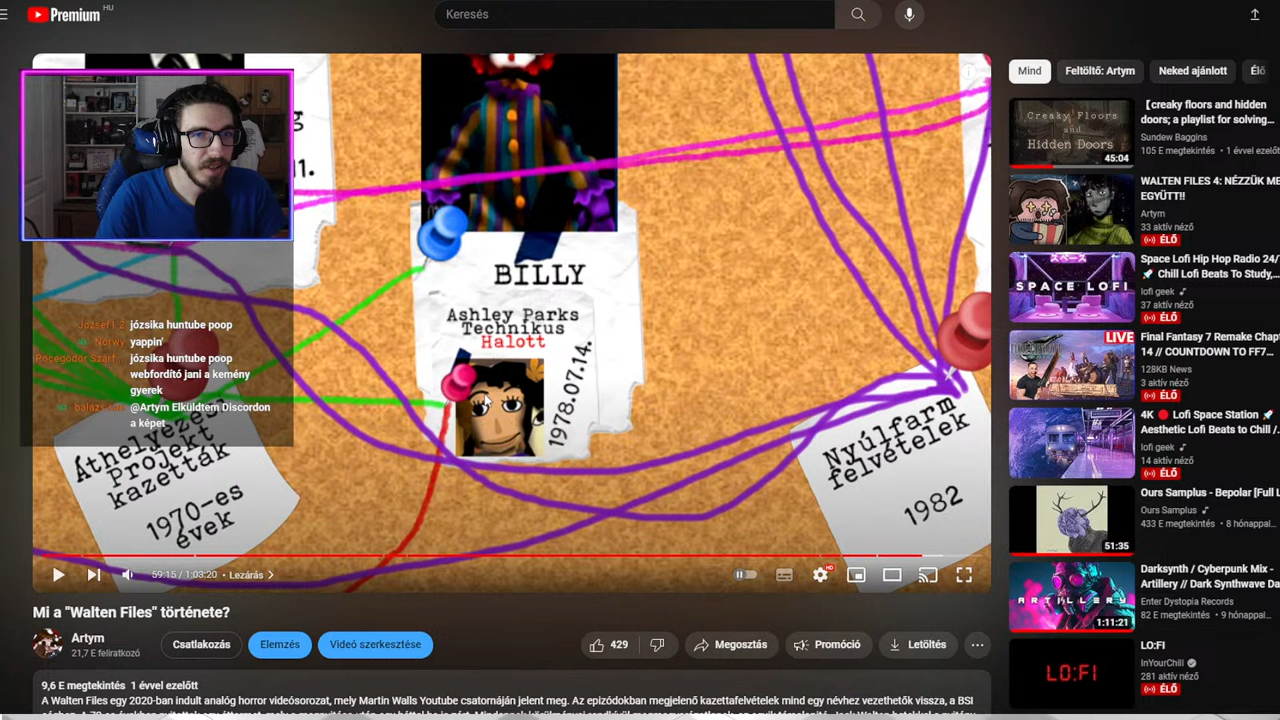 Premium HU
Keresés
BILLY
Ashley Parks
Technikus
Halott
1978.07.14.
Áthelyezési
Projekt
kazetták
1970-es
évek
Nyúlfarm
felvételek
1982
józsika huntube poop
yappin'
józsika huntube poop
webfordító jani a kemény
gyerek
@Artym Elküldtem Discordon
a képet
59:15 / 1:03:20 • Lezárás
HD
Mi a "Walten Files" története?
Artym
21,7 E feliratkozó
Csatlakozás
Elemzés
Videó szerkesztése
429
Megosztás
Promóció
Letöltés
9,6 E megtekintés 1 évvel ezelőtt
A Walten Files egy 2020-ban indult analóg horror videósorozat, mely Martin Walls Youtube csatornáján jelent meg. Az epizódokban megjelenő kazettafelvételek mind egy névhez vezethetők vissza, a BSI
Mind
Feltöltő: Artym
Neked ajánlott
Élő
Creaky Floors
and
Hidden Doors
45:04
【creaky floors and hidden
doors; a playlist for solving...
Sundew Baggins
105 E megtekintés • 1 évvel ezelőtt
WALTEN FILES 4: NÉZZÜK ME
EGYÜTT!!
Artym
33 aktív néző
ÉLŐ
SPACE LOFI
Space Lofi Hip Hop Radio 24/
Chill Lofi Beats To Study,...
lofi geek
37 aktív néző
ÉLŐ
LIVE
Final Fantasy 7 Remake Chapt
14 // COUNTDOWN TO FF7...
128KB News
3 aktív néző
ÉLŐ
4K Lofi Space Station
Aesthetic Lofi Beats to Chill /...
lofi geek
14 aktív néző
ÉLŐ
51:35
Ours Samplus - Bepolar [Full L
Ours Samplus
433 E megtekintés • 8 hónappal...
ARTILLERY
1:11:21
Darksynth / Cyberpunk Mix -
Artillery // Dark Synthwave Da
Enter Dystopia Records
82 E megtekintés • 9 hónappal...
LO:FI
LO:FI
InYourChill
281 aktív néző
ÉLŐ